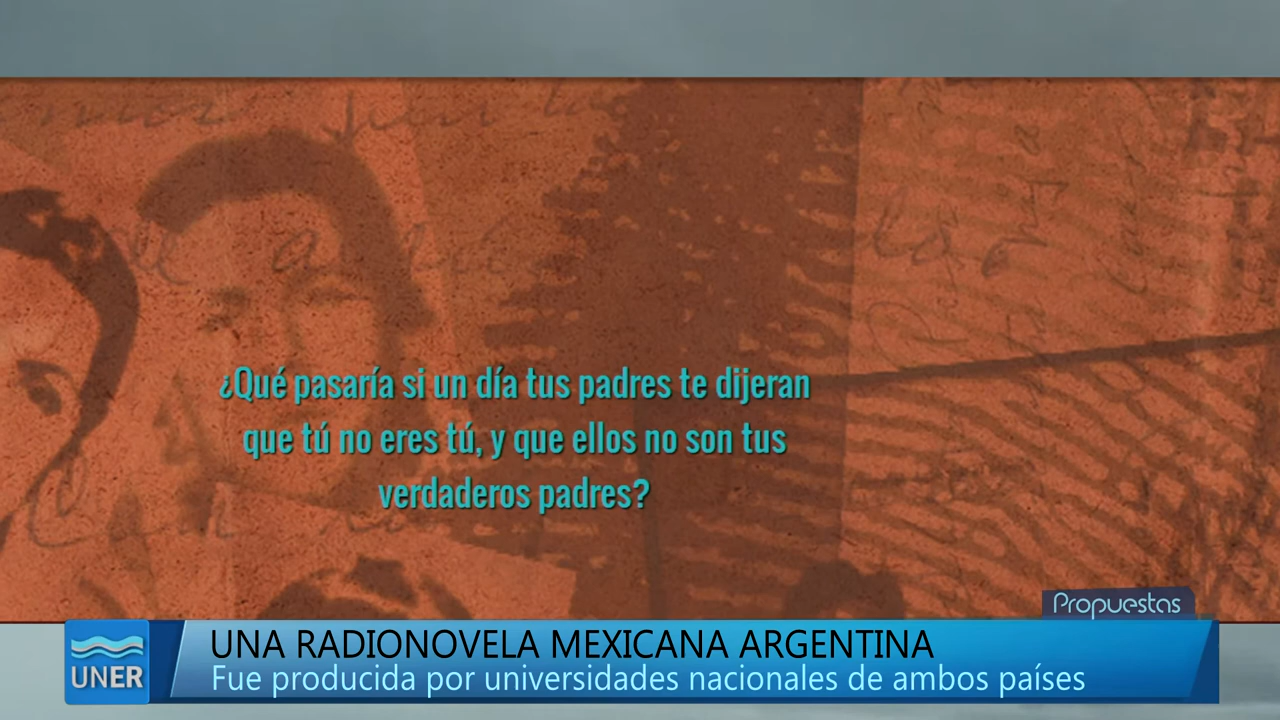 ¿Qué pasaría si un día tus padres te dijeran
que tú no eres tú, y que ellos no son tus
verdaderos padres?
Propuestas
UNER
UNA RADIONOVELA MEXICANA ARGENTINA
Fue producida por universidades nacionales de ambos países